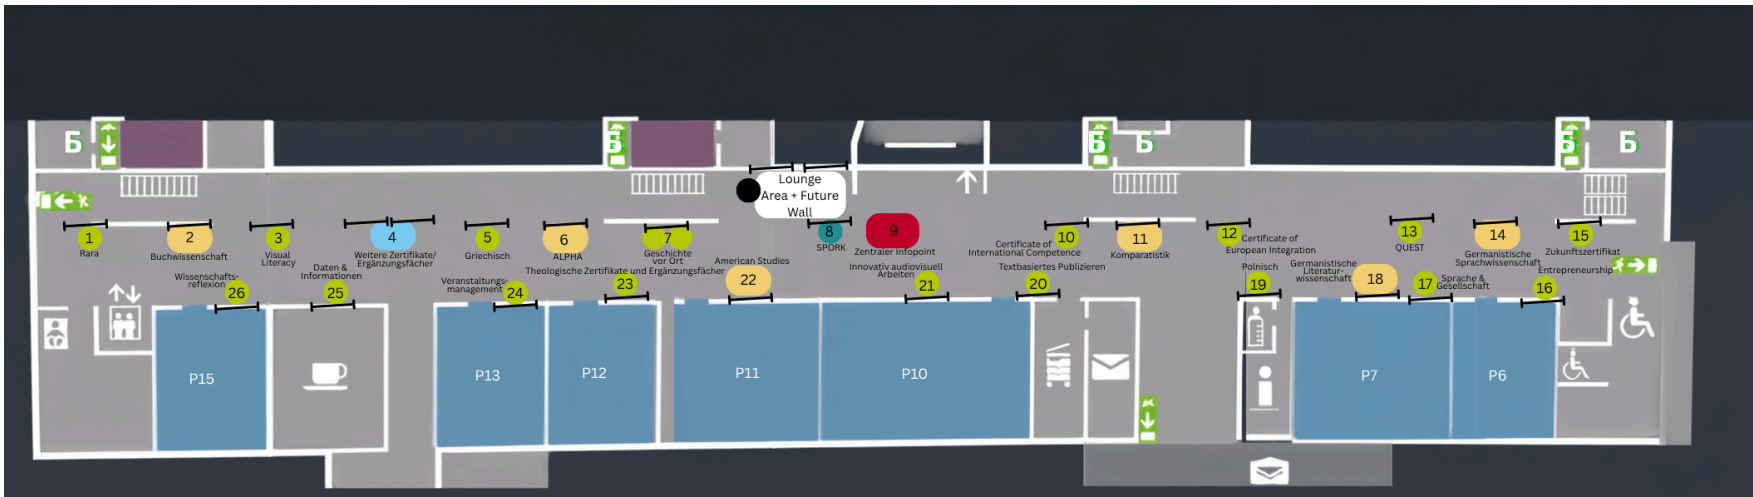 Б
Б
Б
Б
Б
Б
Lounge
Area + Future
Wall
1
Rara
2
Buchwissenschaft
3
Visual
Literacy
4
Weitere Zertifikate/
Ergänzungsfächer
5
Griechisch
6
ALPHA
7
Geschichte
vor Ort
8
SPORK
9
Zentraler Infopoint
10
Certificate of
International Competence
11
Komparatistik
12
Certificate of
European Integration
13
QUEST
14
Germanistische
Sprachwissenschaft
15
Zukunftszertifikat
Wissenschafts-
reflexion
26
Daten &
Informationen
25
Veranstaltungs-
management
24
Theologische Zertifikate und Ergänzungsfächer
23
American Studies
22
Innovativ audiovisuell
Arbeiten
21
Textbasiertes Publizieren
20
Polnisch
19
Germanistische
Literatur-
wissenschaft
18
17
Sprache &
Gesellschaft
Entrepreneurship
16
P15
P13
P12
P11
P10
P7
P6